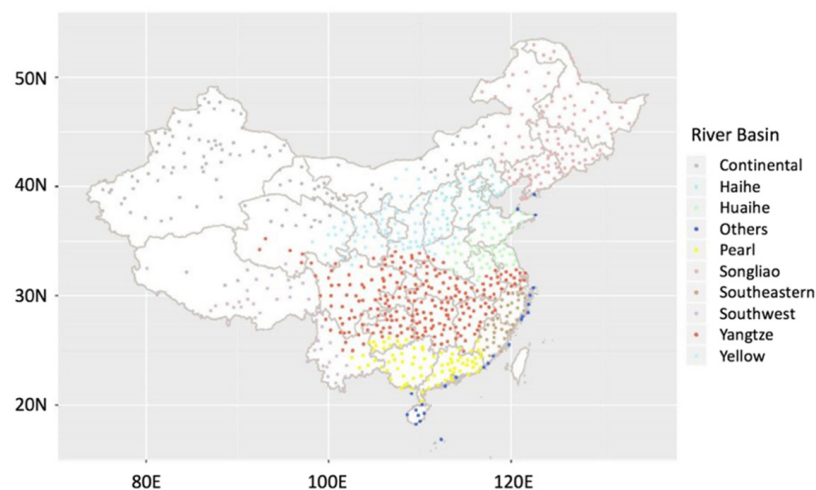 50N
40N
30N
20N
80E
100E
120E
River Basin
Continental
Haihe
Huaihe
Others
Pearl
Songliao
Southeastern
Southwest
Yangtze
Yellow